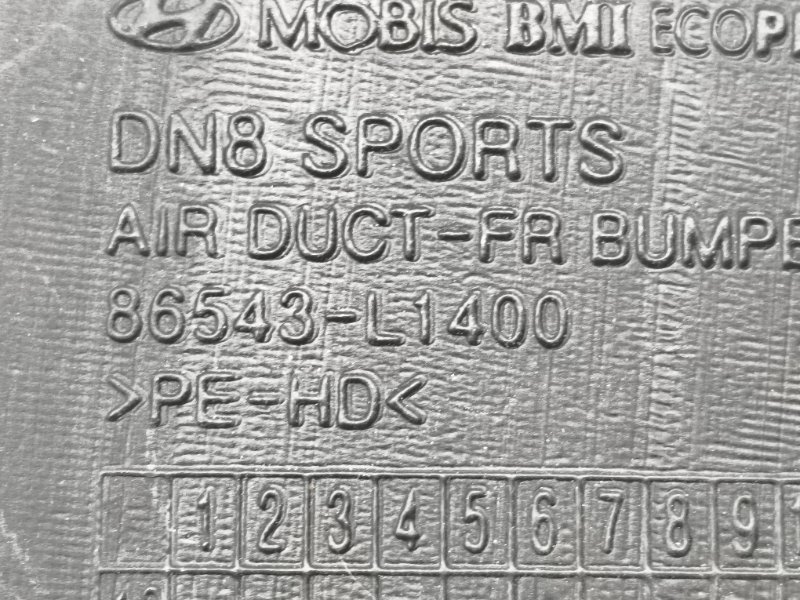 MOBIS BMI
DN8 SPORTS
AIR DUCT-FR
86543-L1400
>PE-HD<
1 2 3 4 5 6 7 8 9